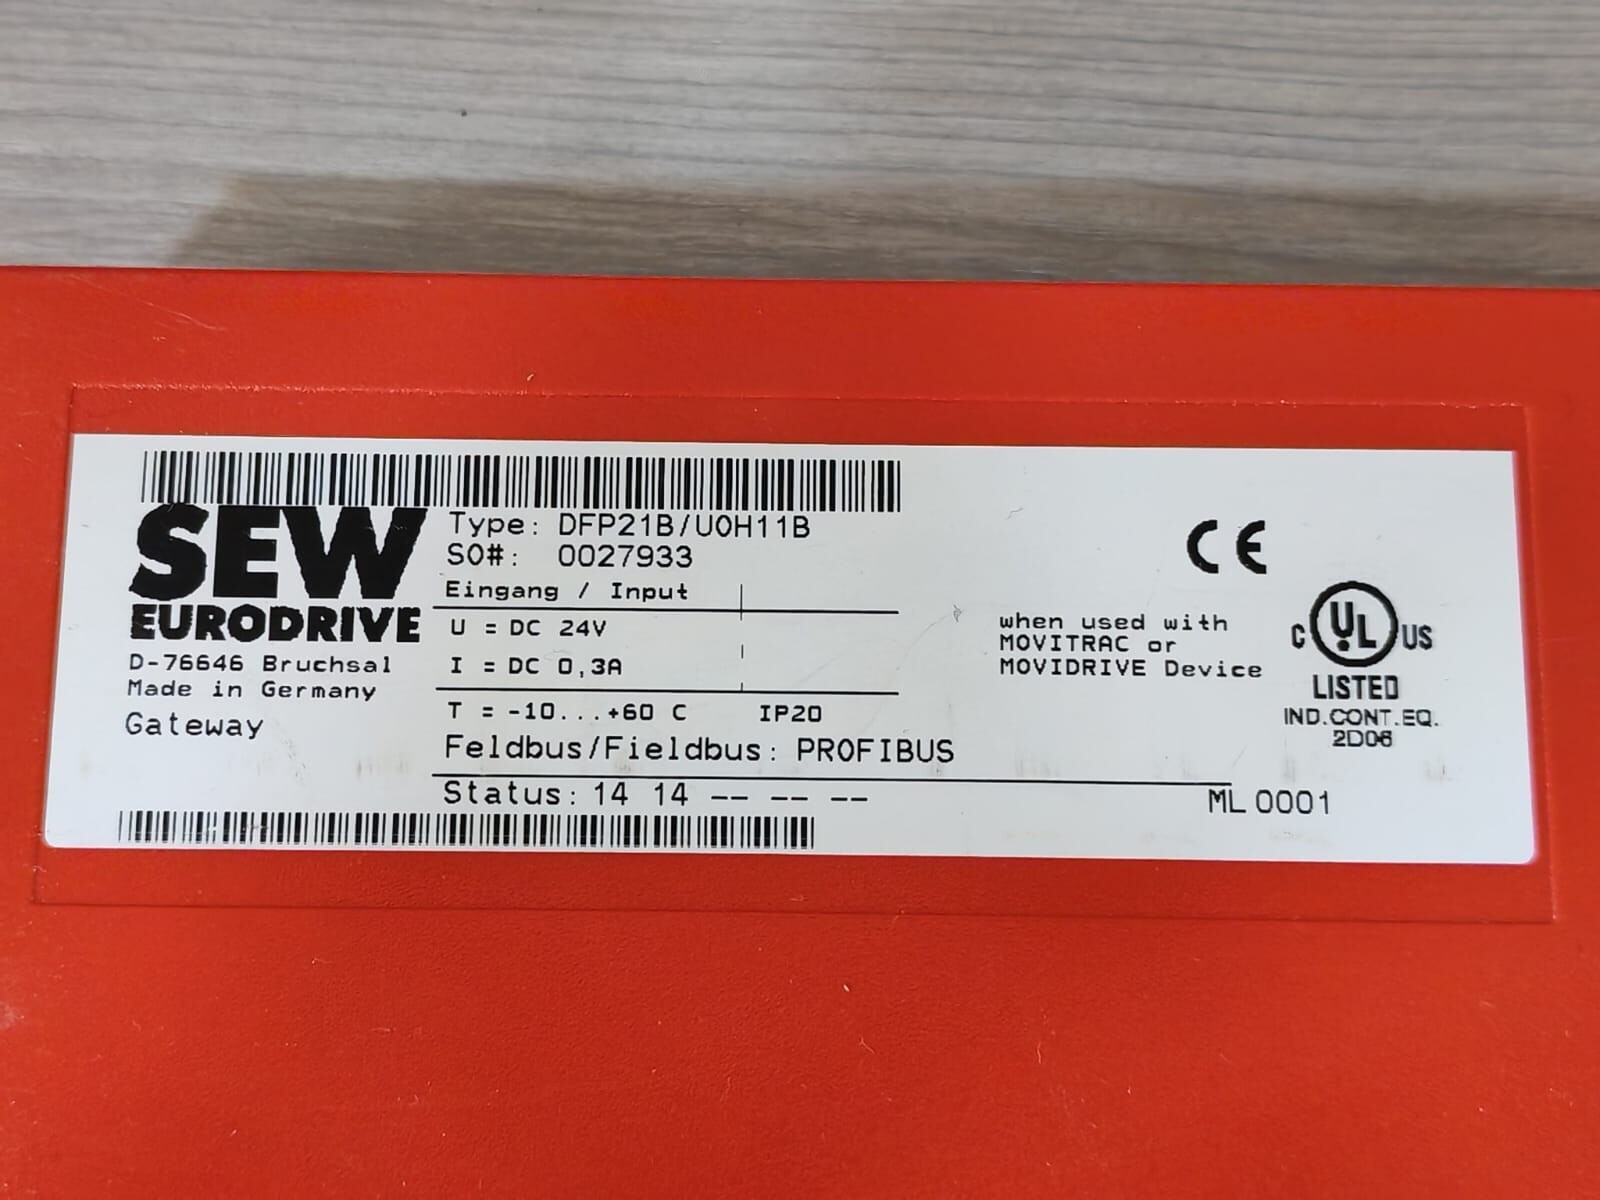 SEW
EURODRIVE
D-76646 Bruchsal
Made in Germany
Gateway
Type: DFP21B/UOH11B
SO#: 0027933
Eingang / Input
U = DC 24V
I = DC 0,3A
T = -10...+60 C IP20
Feldbus/Fieldbus: PROFIBUS
Status: 14 14 -- -- --
CE
when used with
MOVITRAC or
MOVIDRIVE Device
C UL US
LISTED
IND.CONT.EQ.
2D06
ML 0001